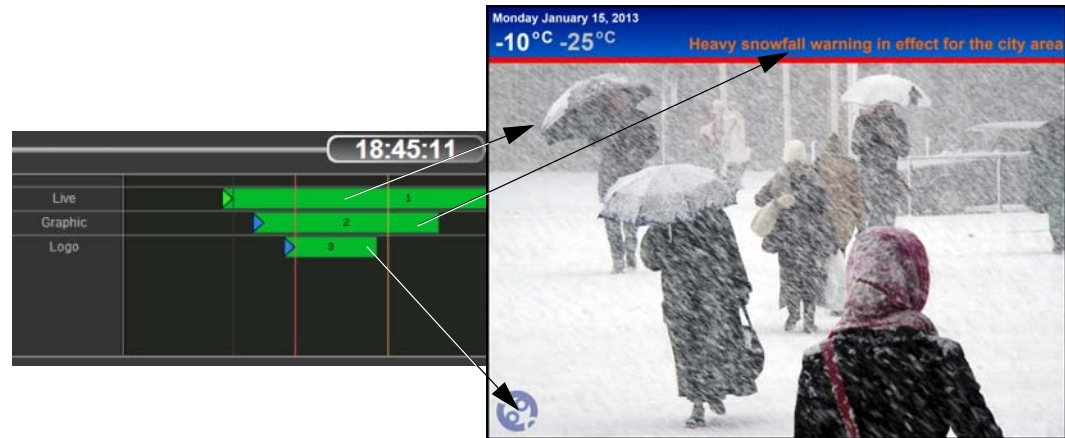 Monday January 15, 2013
-10°C -25°C
Heavy snowfall warning in effect for the city area
18:45:11
Live
1
Graphic
2
Logo
3